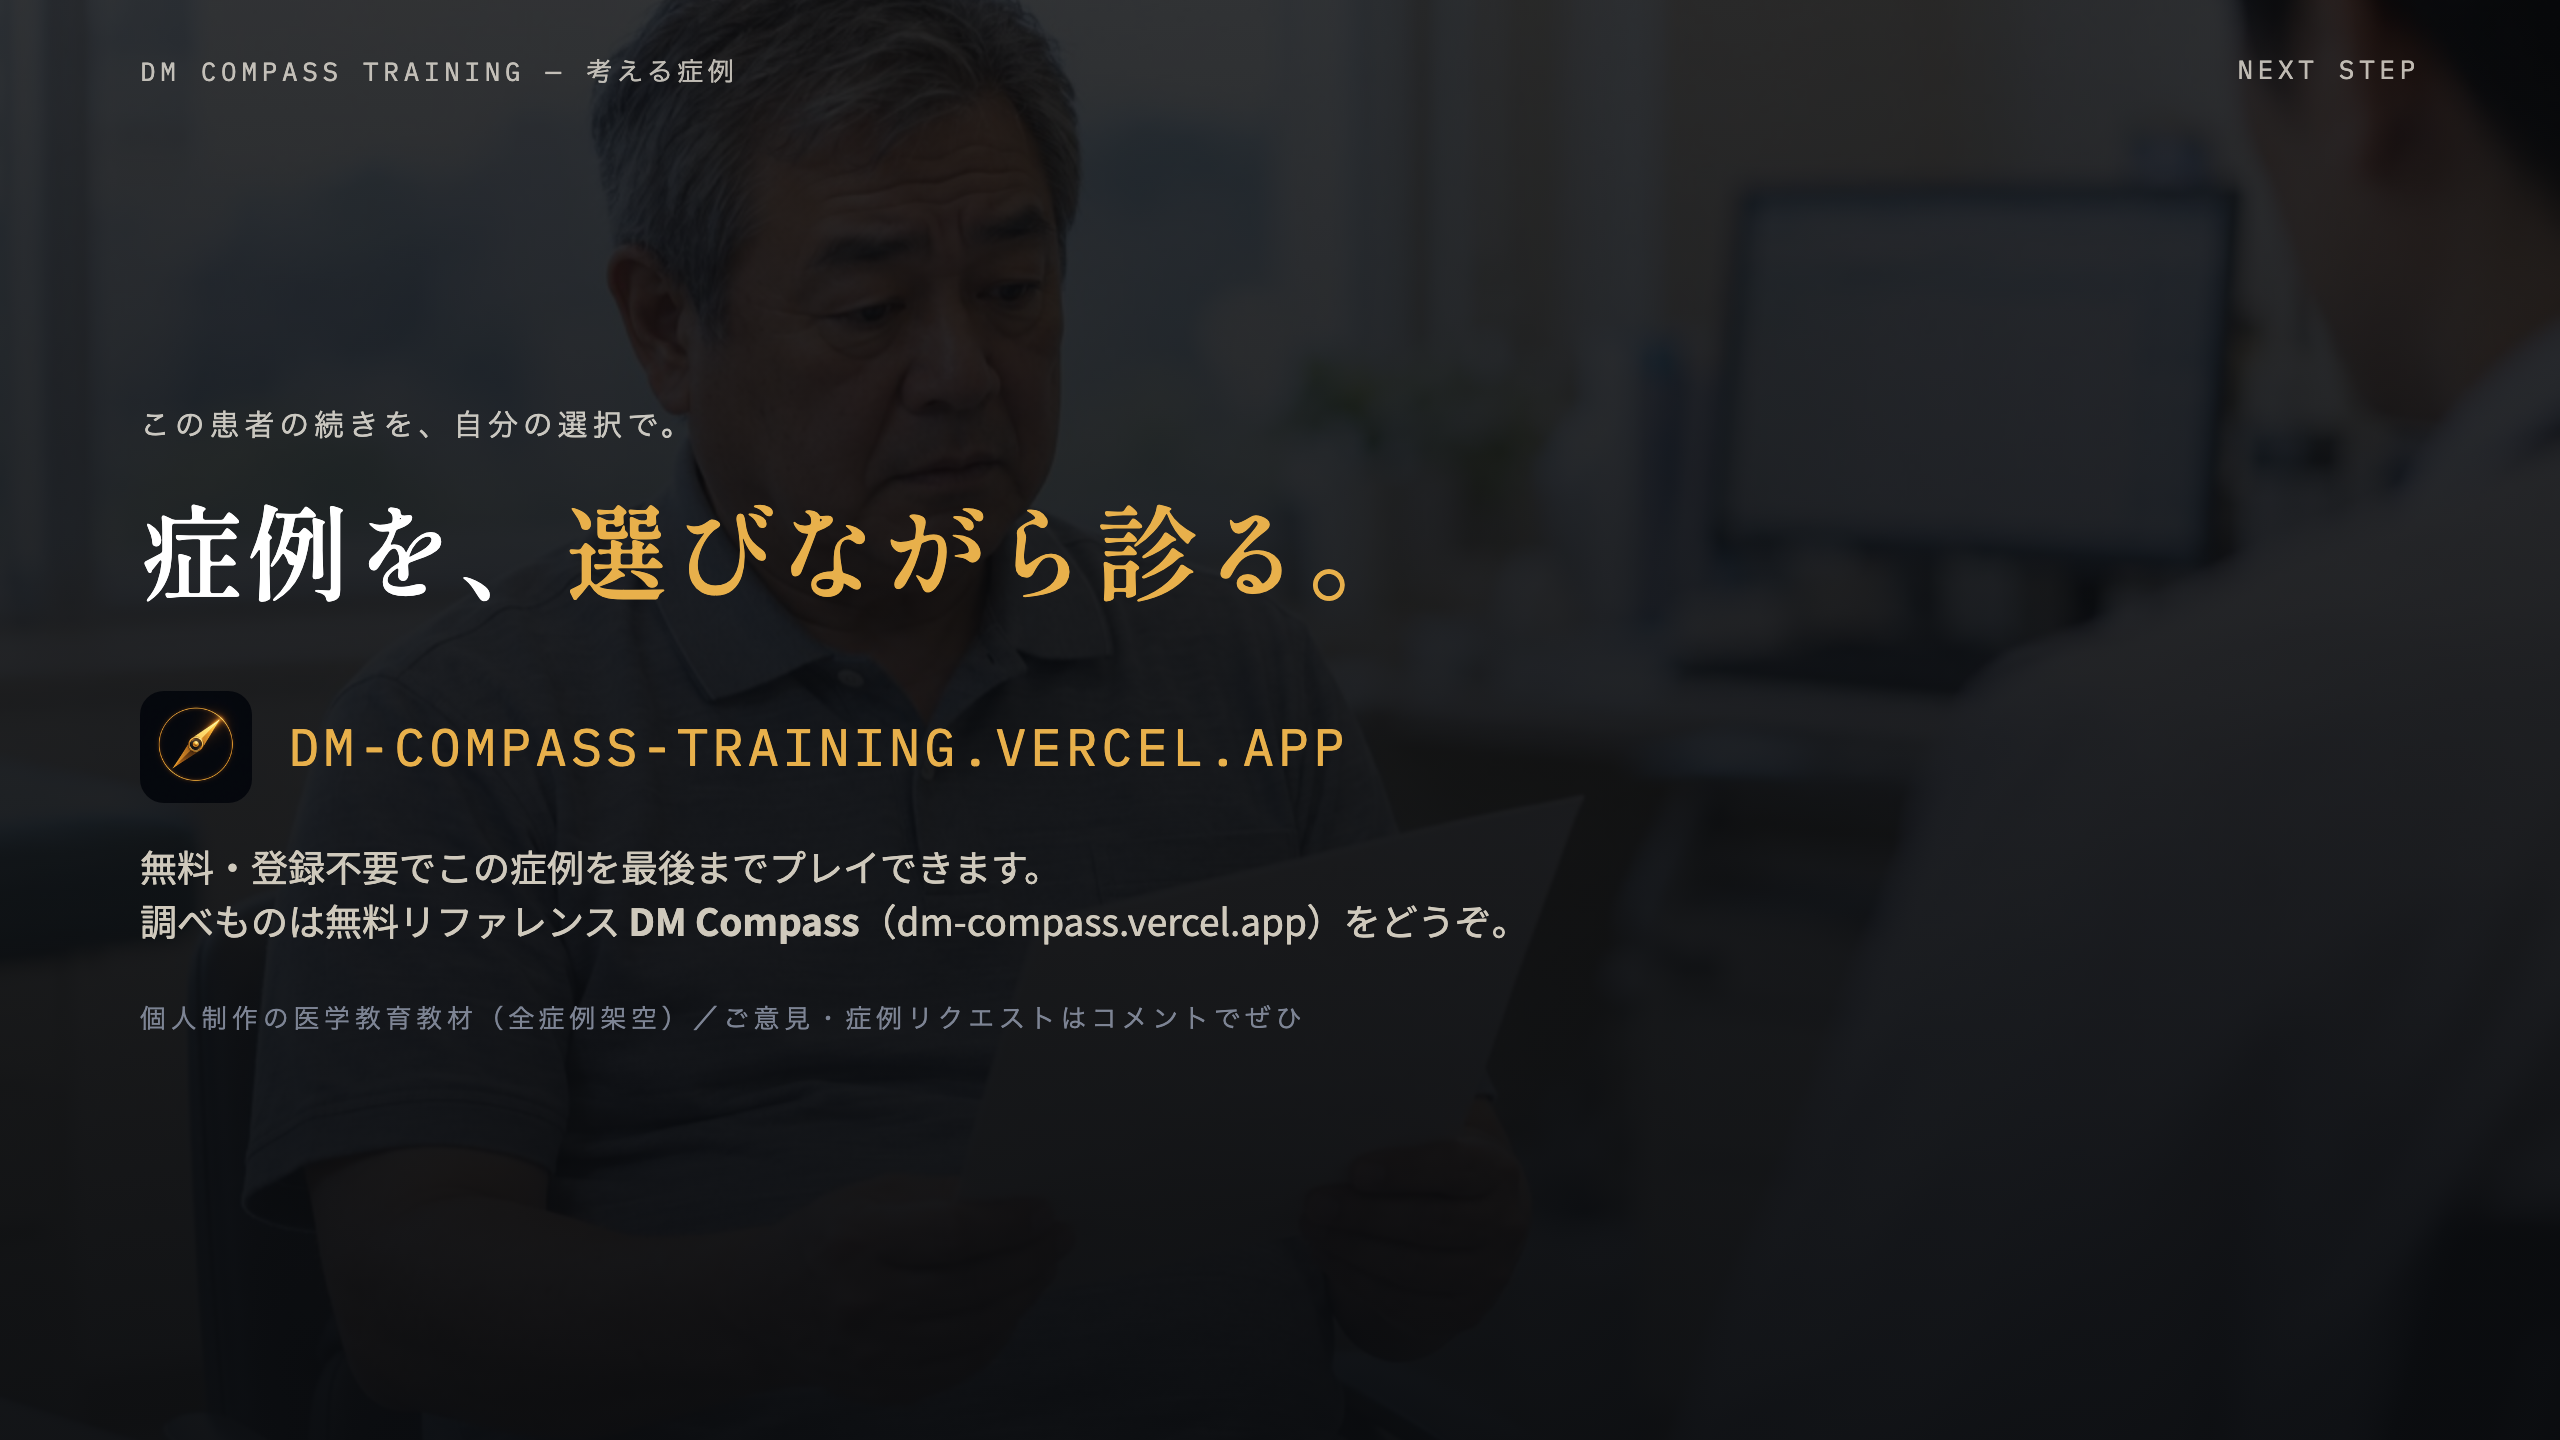 DM COMPASS TRAINING — 考える症例
NEXT STEP
この患者の続きを、自分の選択で。
症例を、選びながら診る。
DM-COMPASS-TRAINING.VERCEL.APP
無料・登録不要でこの症例を最後までプレイできます。
調べものは無料リファレンス DM Compass（dm-compass.vercel.app）をどうぞ。
個人制作の医学教育教材（全症例架空）／ご意見・症例リクエストはコメントでぜひ